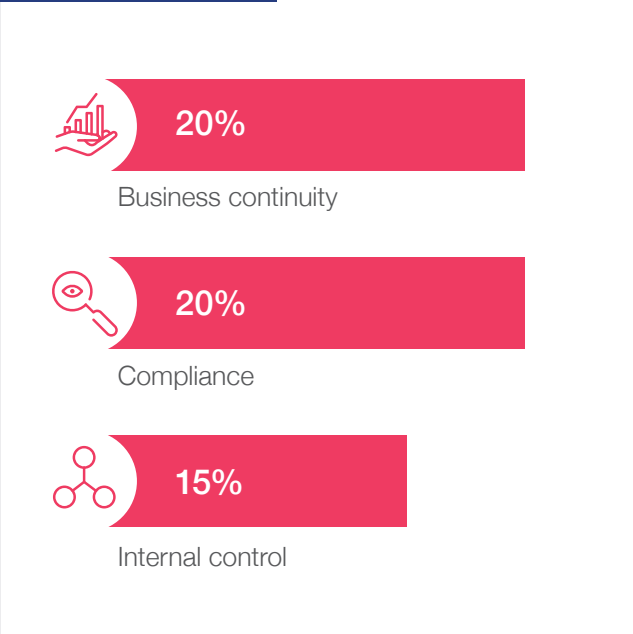 20%
Business continuity
20%
Compliance
15%
Internal control